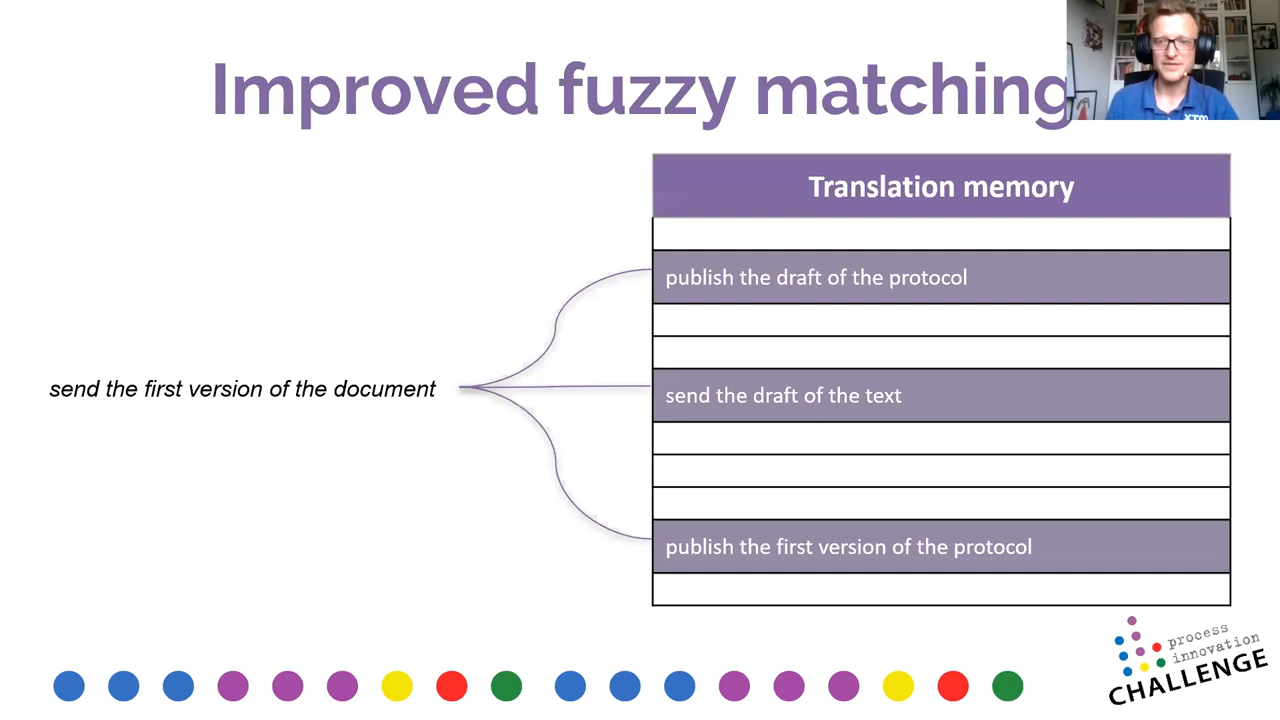 Improved fuzzy matching
XTM
Translation memory
publish the draft of the protocol
send the first version of the document
send the draft of the text
publish the first version of the protocol
process
innovation
CHALLENGE